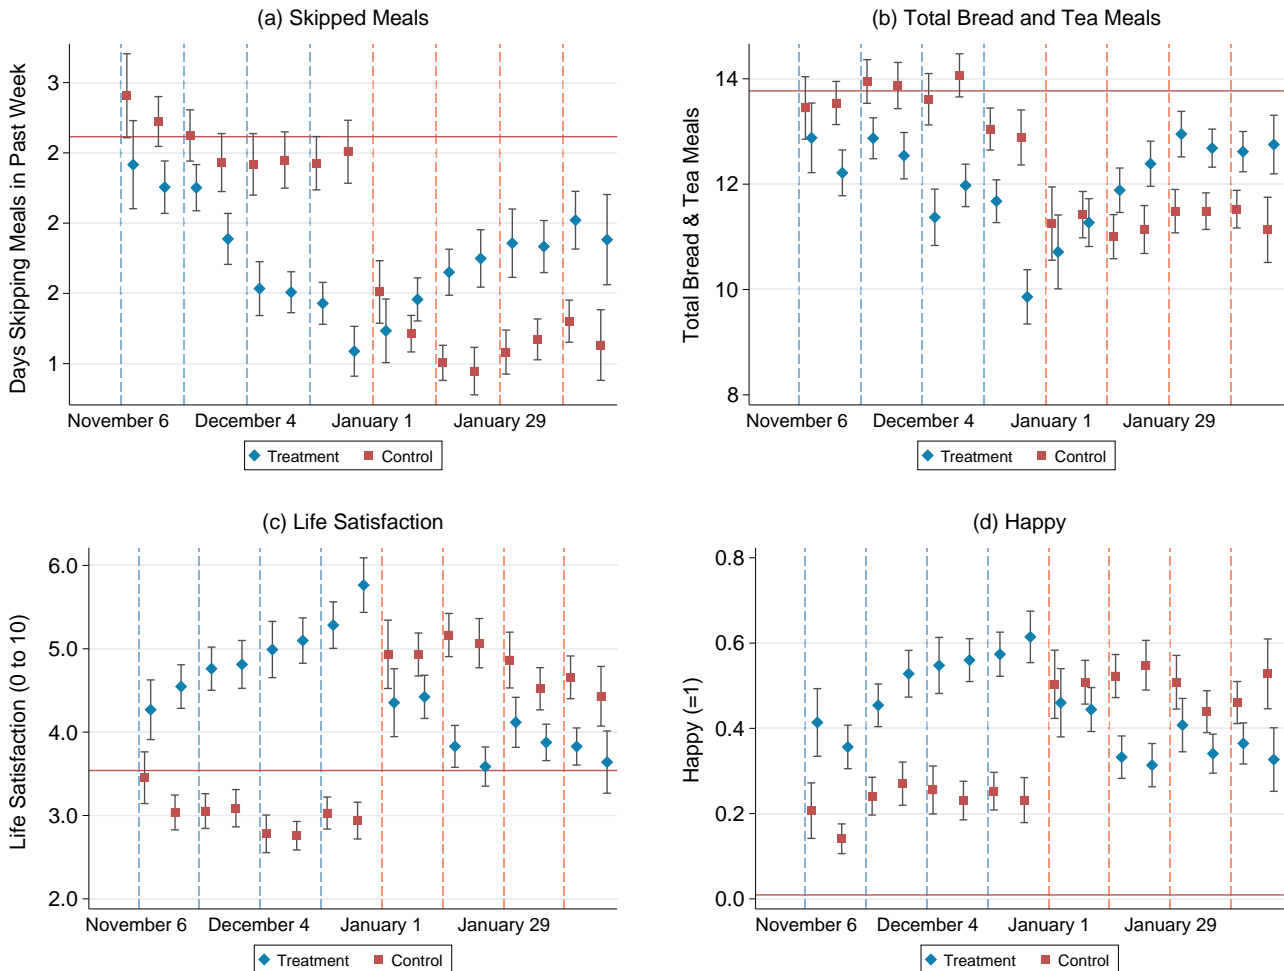 (a) Skipped Meals
Days Skipping Meals in Past Week
3
2
2
2
1
November 6 December 4 January 1 January 29
Treatment Control
(b) Total Bread and Tea Meals
Total Bread & Tea Meals
14
12
10
8
November 6 December 4 January 1 January 29
Treatment Control
(c) Life Satisfaction
Life Satisfaction (0 to 10)
6.0
5.0
4.0
3.0
2.0
November 6 December 4 January 1 January 29
Treatment Control
(d) Happy
Happy (=1)
0.8
0.6
0.4
0.2
0.0
November 6 December 4 January 1 January 29
Treatment Control